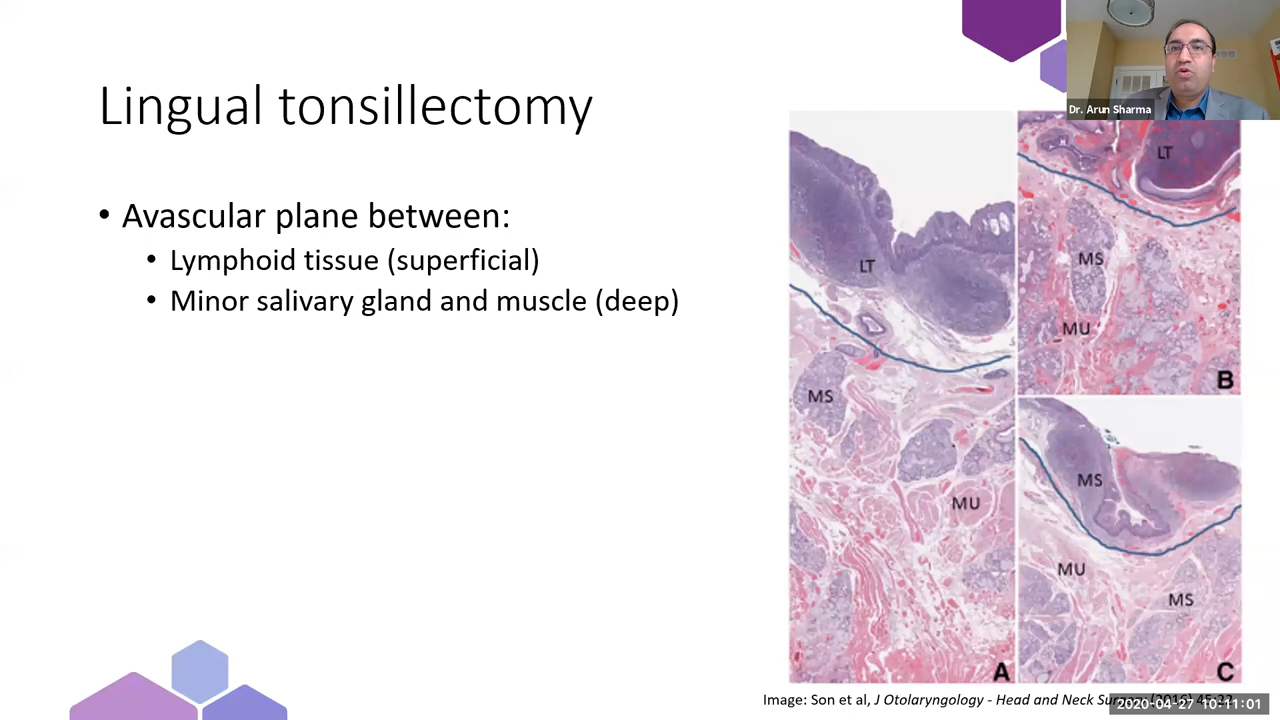 Lingual tonsillectomy
• Avascular plane between:
• Lymphoid tissue (superficial)
• Minor salivary gland and muscle (deep)
Dr. Arun Sharma
LT
MS
MU
A
LT
MS
MU
B
MS
MU
MS
C
Image: Son et al, J Otolaryngology - Head and Neck
2020-04-27 10:11:01